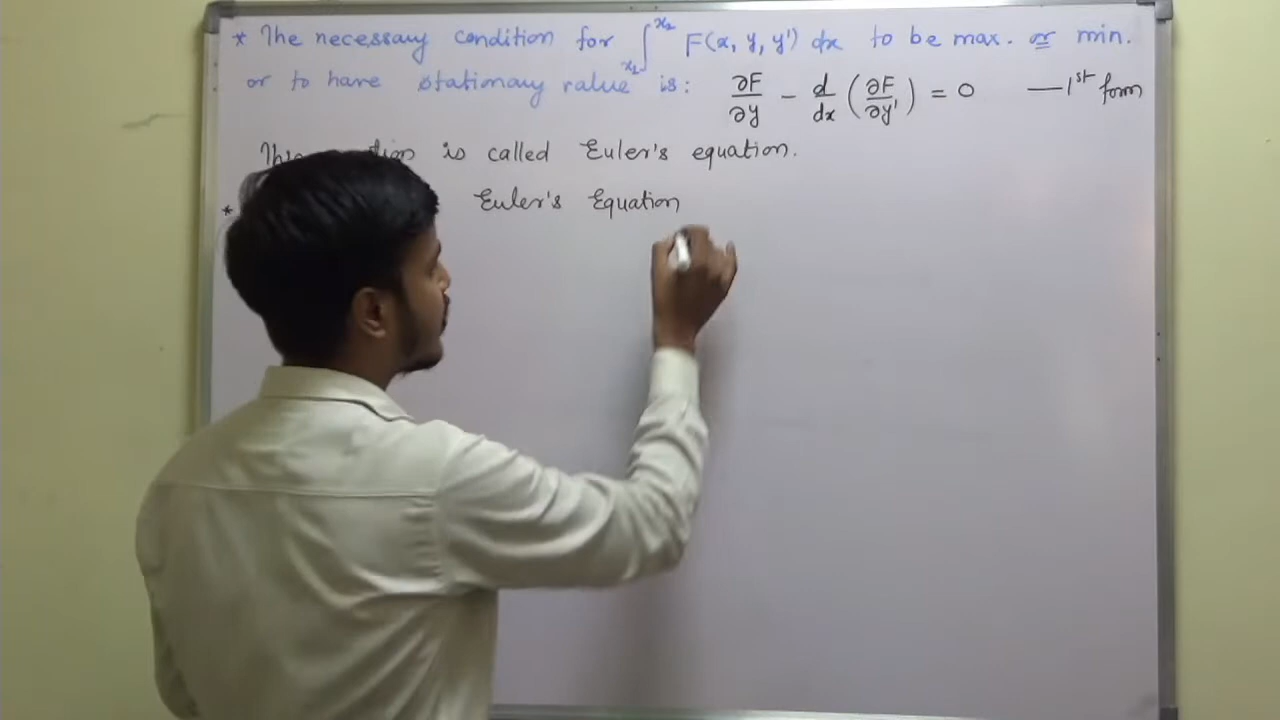 * The necessary condition for ∫_{x₁}^{x₂} F(x, y, y') dx to be max. or min.
or to have stationary value is: ∂F/∂y - d/dx (∂F/∂y') = 0 — 1st form
is called Euler's equation.
* Euler's Equation